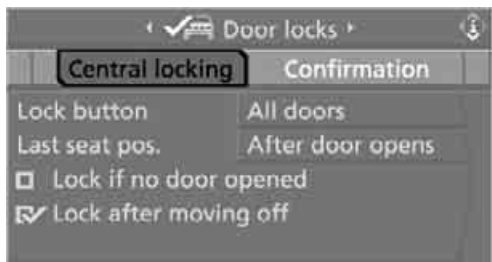 Door locks
Central locking Confirmation
Lock button All doors
Last seat pos. After door opens
Lock if no door opened
Lock after moving off